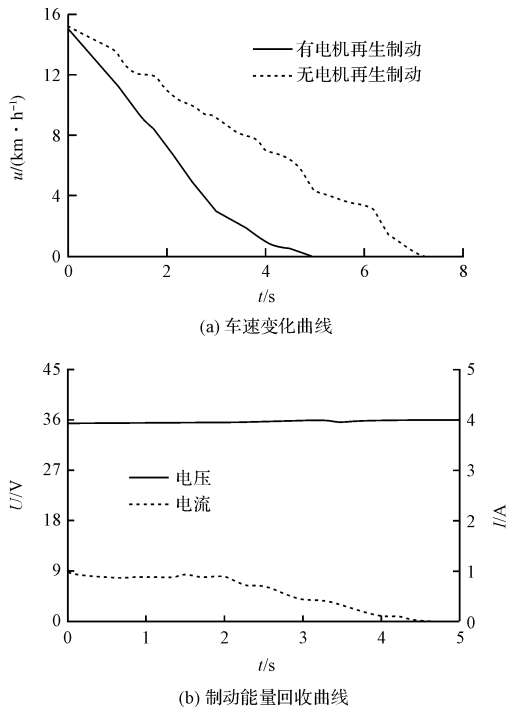 16
12
8
4
0
u/(km·h⁻¹)
有电机再生制动
无电机再生制动
0 2 4 6 8
t/s
(a) 车速变化曲线
45
36
27
18
9
0
U/V
电压
电流
5
4
3
2
1
0
I/A
0 1 2 3 4 5
t/s
(b) 制动能量回收曲线